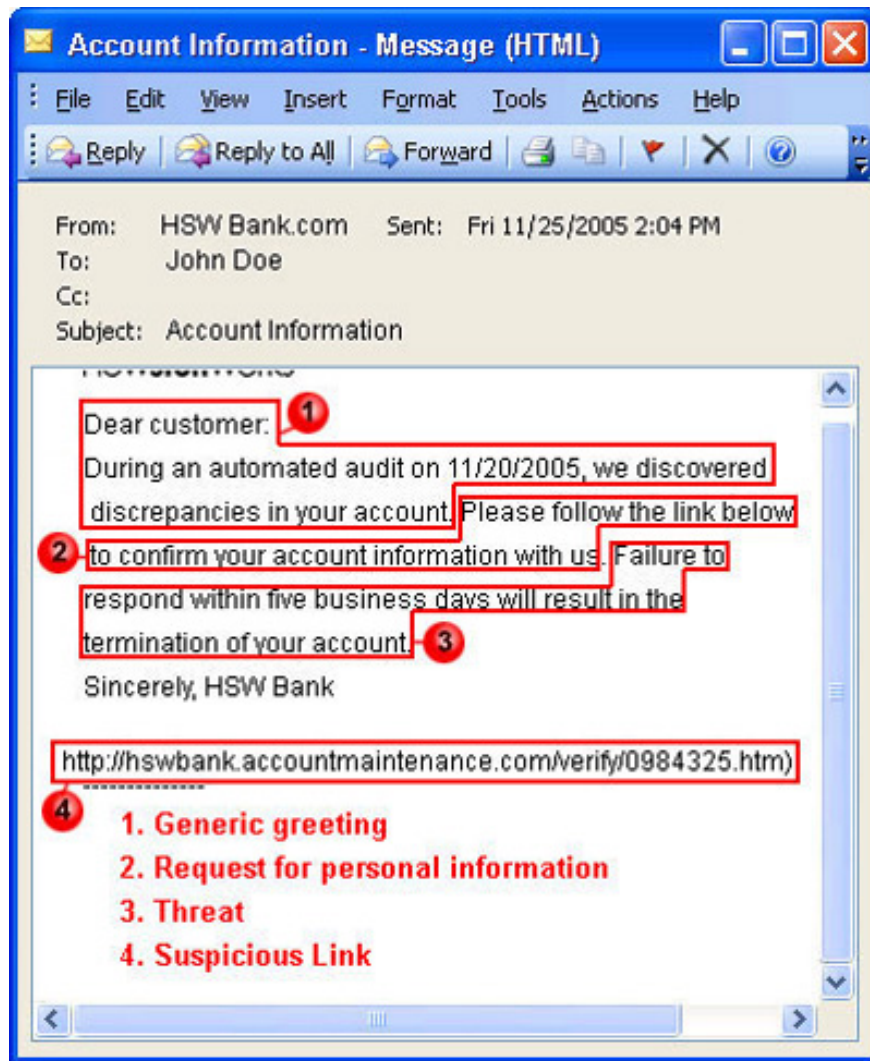 Account Information - Message (HTML)
File Edit View Insert Format Tools Actions Help
Reply Reply to All Forward
From: HSW Bank.com Sent: Fri 11/25/2005 2:04 PM
To: John Doe
Cc:
Subject: Account Information
Dear customer: 1
During an automated audit on 11/20/2005, we discovered
discrepancies in your account. Please follow the link below
2 to confirm your account information with us. Failure to
respond within five business days will result in the
termination of your account. 3
Sincerely, HSW Bank
http://hswbank.accountmaintenance.com/verify/0984325.htm)
--------------
4
1. Generic greeting
2. Request for personal information
3. Threat
4. Suspicious Link